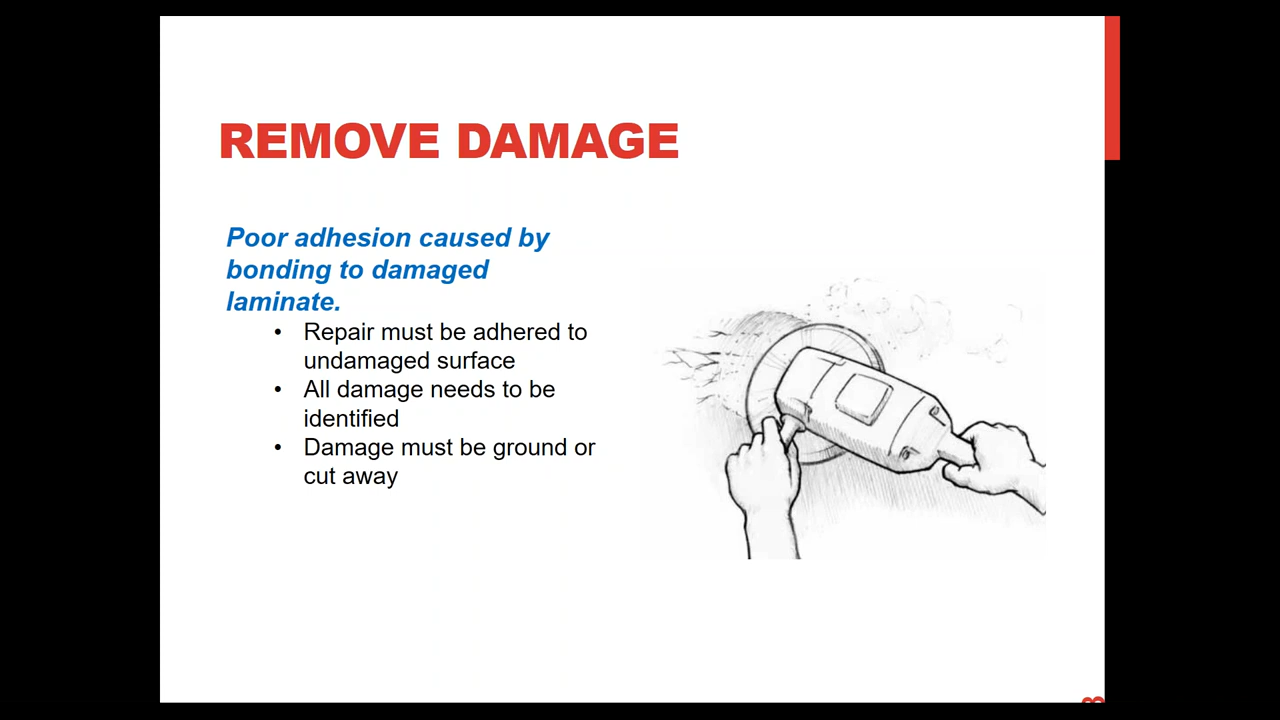 REMOVE DAMAGE
Poor adhesion caused by
bonding to damaged
laminate.
• Repair must be adhered to
undamaged surface
• All damage needs to be
identified
• Damage must be ground or
cut away